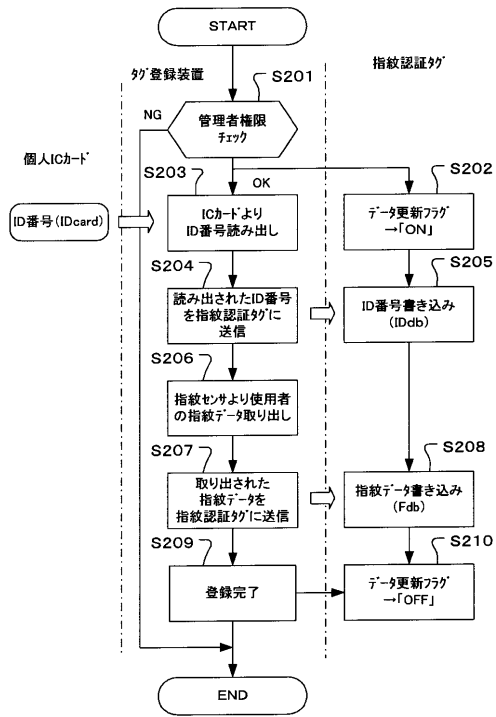 START
タグ登録装置
指紋認証タグ
S201
NG
管理者権限
チェック
個人ICカード
S203
OK
S202
ID番号(IDcard)
ICカードより
ID番号読み出し
データ更新フラグ
→「ON」
S204
S205
読み出されたID番号
を指紋認証タグに
送信
ID番号書き込み
(IDdb)
S206
指紋センサより使用者
の指紋データ取り出し
S207
S208
取り出された
指紋データを
指紋認証タグに送信
指紋データ書き込み
(Fdb)
S209
S210
登録完了
データ更新フラグ
→「OFF」
END